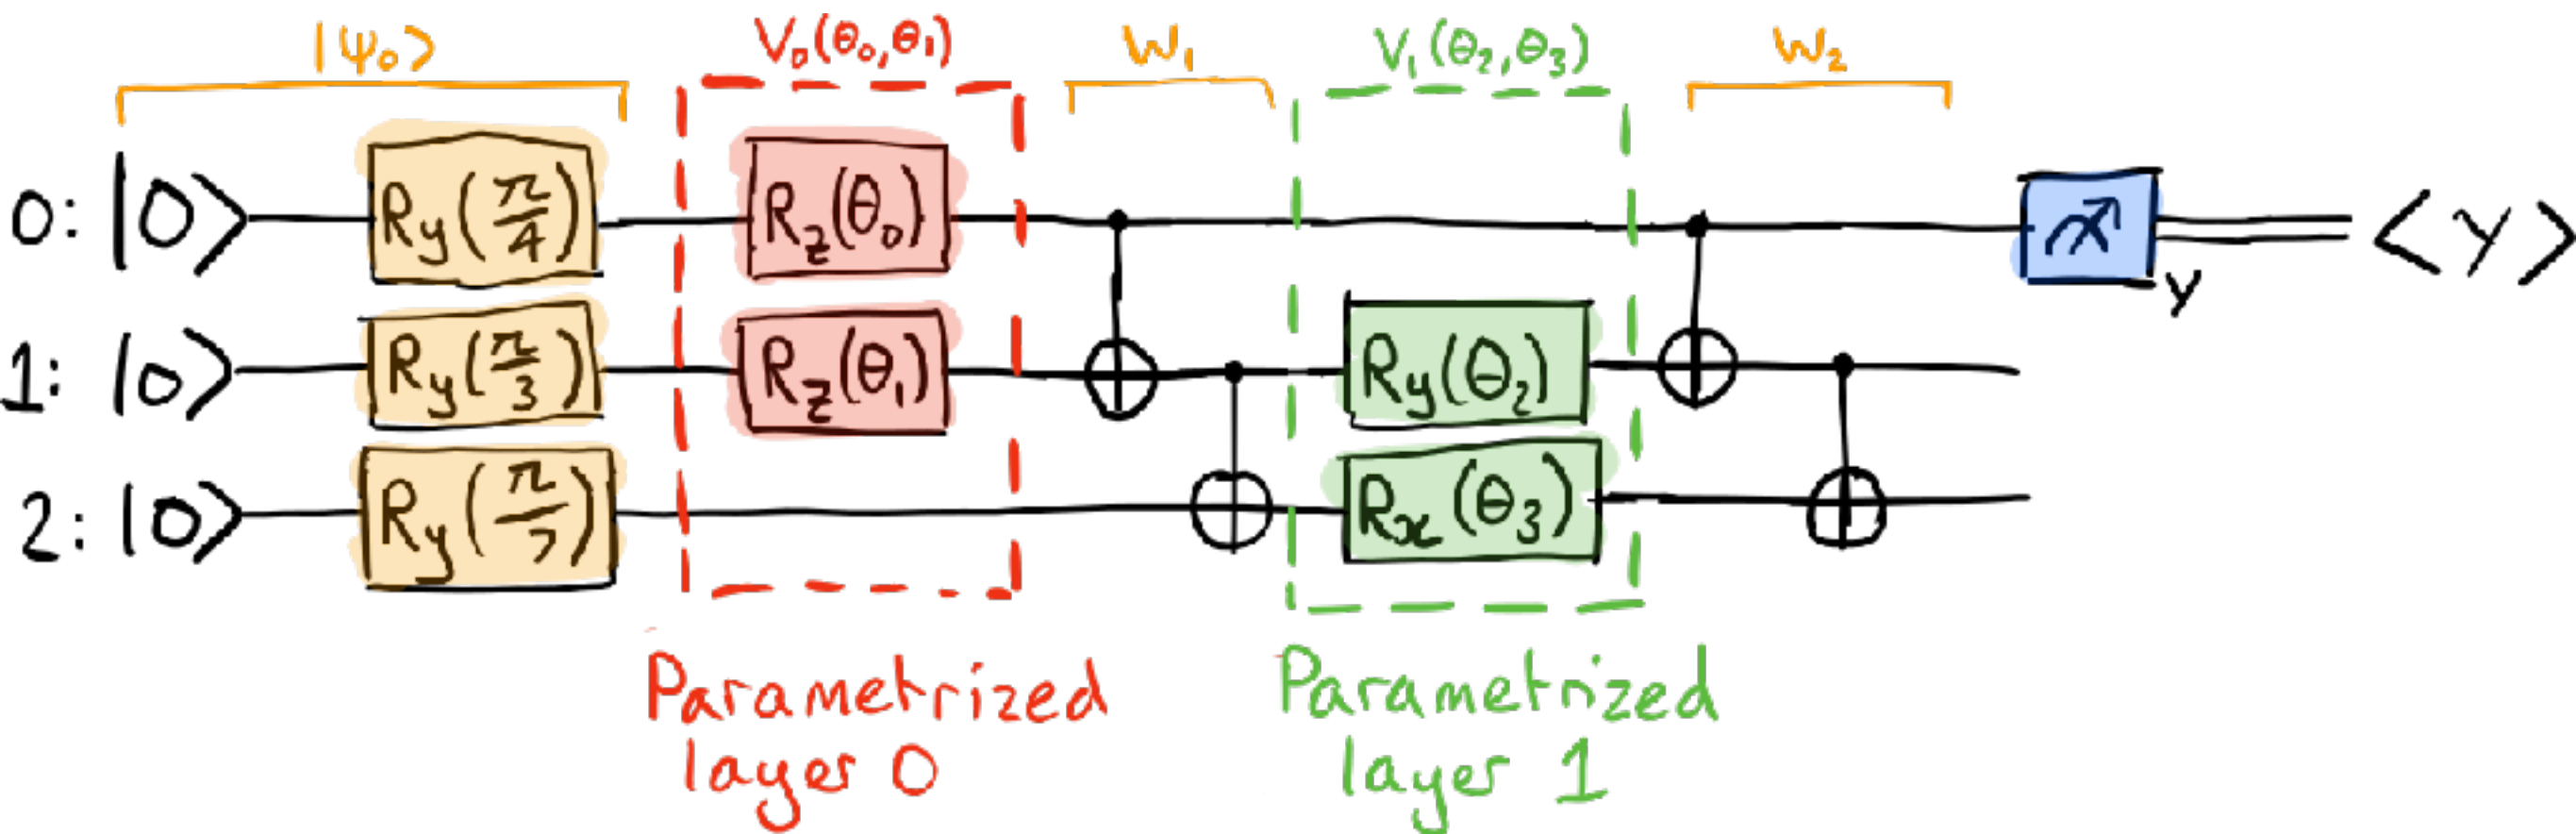 |ψ₀⟩ V₀(θ₀,θ₁) W₁ V₁(θ₂,θ₃) W₂
0: |0⟩ Ry(π/4) Rz(θ₀) y ⟨y⟩
1: |0⟩ Ry(π/3) Rz(θ₁) Ry(θ₂)
2: |0⟩ Ry(π/7) Rx(θ₃)
Parametrized
layer 0
Parametrized
layer 1